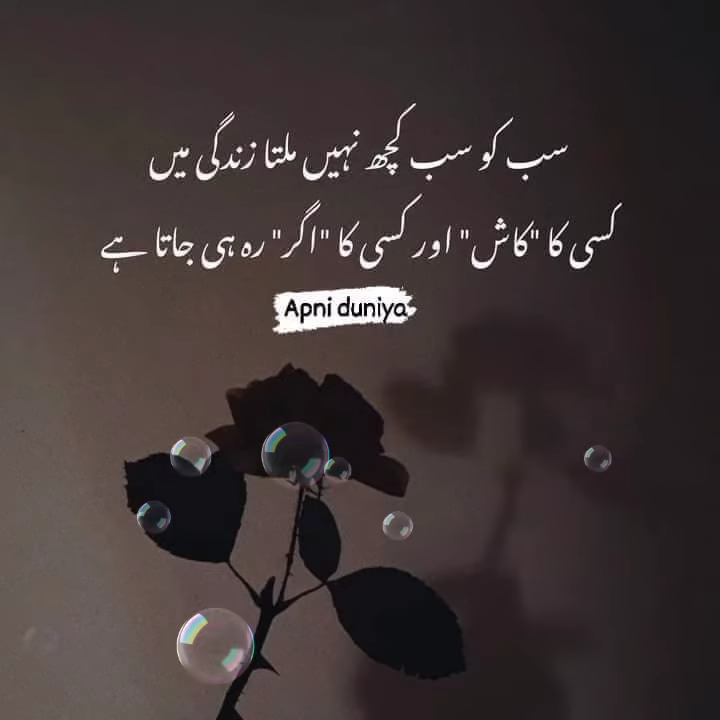 سب کو سب کچھ نہیں ملتا زندگی میں
کسی کا "کاش" اور کسی کا "اگر" رہ ہی جاتا ہے
Apni duniya